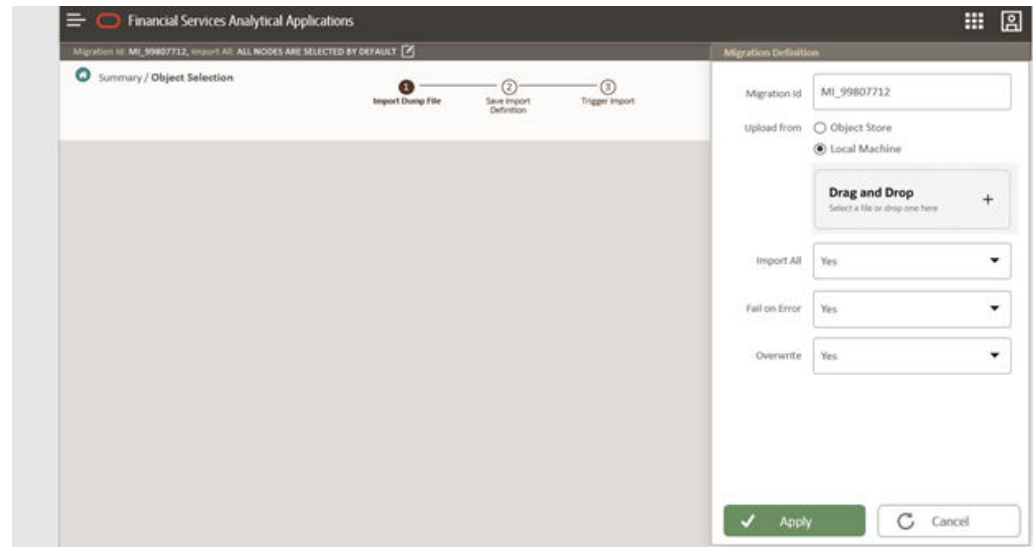 Financial Services Analytical Applications
Migration Id: MI_99807712, Import All: ALL NODES ARE SELECTED BY DEFAULT
Migration Definition
Summary / Object Selection
1
2
3
Import Dump File
Save Import
Definition
Trigger Import
Migration Id
MI_99807712
Upload from
Object Store
Local Machine
Drag and Drop
Select a file or drop one here
+
Import All
Yes
Fail on Error
Yes
Overwrite
Yes
Apply
Cancel